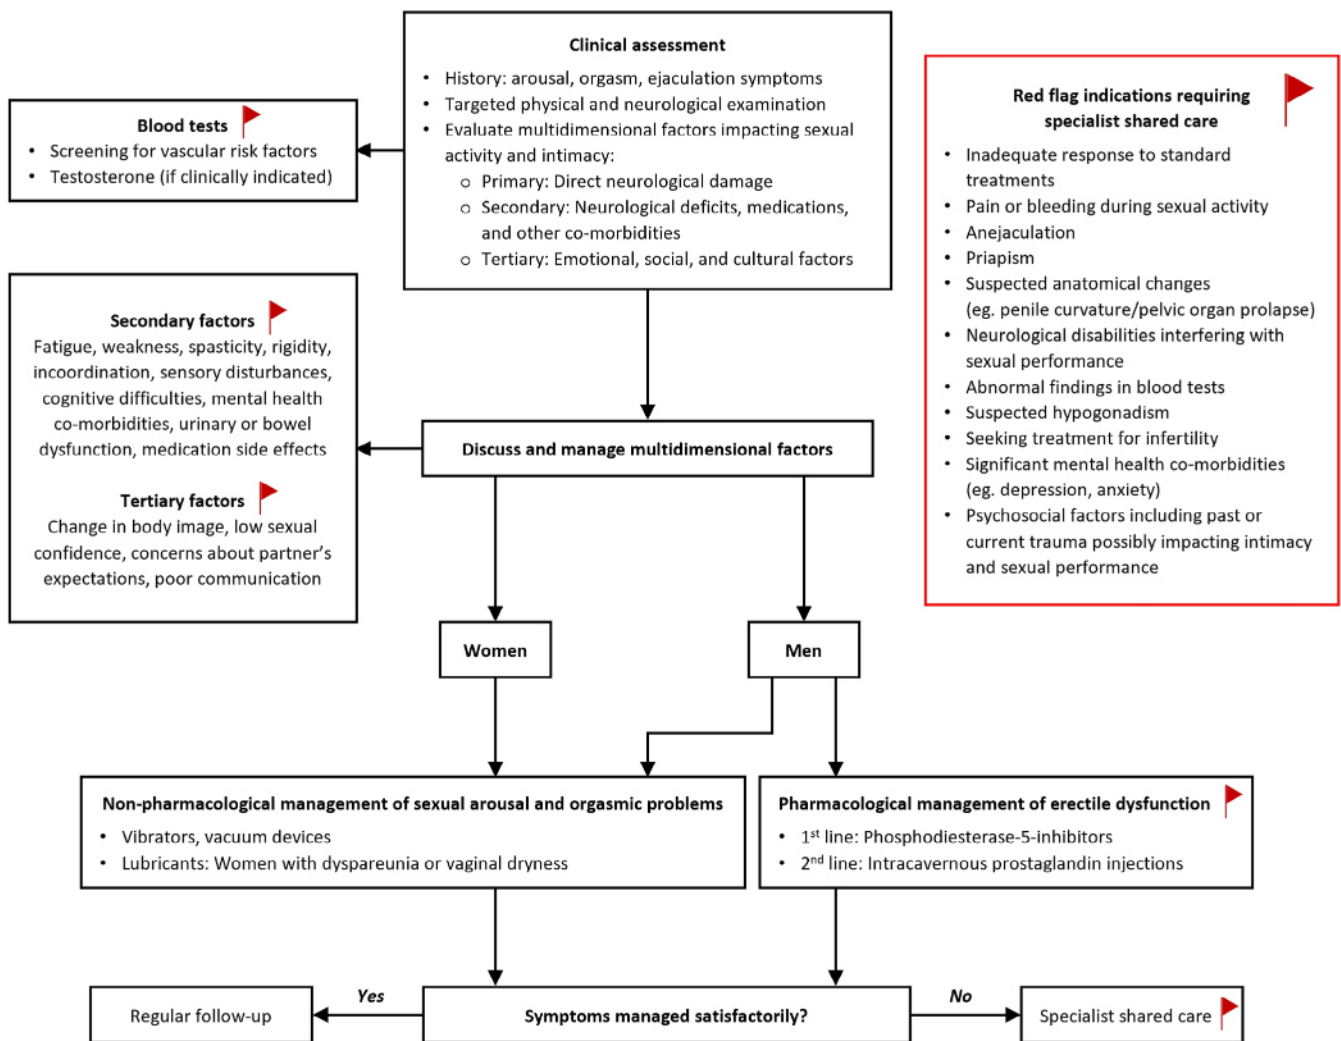 Clinical assessment
• History: arousal, orgasm, ejaculation symptoms
• Targeted physical and neurological examination
• Evaluate multidimensional factors impacting sexual
activity and intimacy:
o Primary: Direct neurological damage
o Secondary: Neurological deficits, medications,
and other co-morbidities
o Tertiary: Emotional, social, and cultural factors
Blood tests
• Screening for vascular risk factors
• Testosterone (if clinically indicated)
Red flag indications requiring
specialist shared care
• Inadequate response to standard
treatments
• Pain or bleeding during sexual activity
• Anejaculation
• Priapism
• Suspected anatomical changes
(eg. penile curvature/pelvic organ prolapse)
• Neurological disabilities interfering with
sexual performance
• Abnormal findings in blood tests
• Suspected hypogonadism
• Seeking treatment for infertility
• Significant mental health co-morbidities
(eg. depression, anxiety)
• Psychosocial factors including past or
current trauma possibly impacting intimacy
and sexual performance
Secondary factors
Fatigue, weakness, spasticity, rigidity,
incoordination, sensory disturbances,
cognitive difficulties, mental health
co-morbidities, urinary or bowel
dysfunction, medication side effects
Tertiary factors
Change in body image, low sexual
confidence, concerns about partner's
expectations, poor communication
Discuss and manage multidimensional factors
Women
Men
Non-pharmacological management of sexual arousal and orgasmic problems
• Vibrators, vacuum devices
• Lubricants: Women with dyspareunia or vaginal dryness
Pharmacological management of erectile dysfunction
• 1st line: Phosphodiesterase-5-inhibitors
• 2nd line: Intracavernous prostaglandin injections
Symptoms managed satisfactorily?
Yes
Regular follow-up
No
Specialist shared care